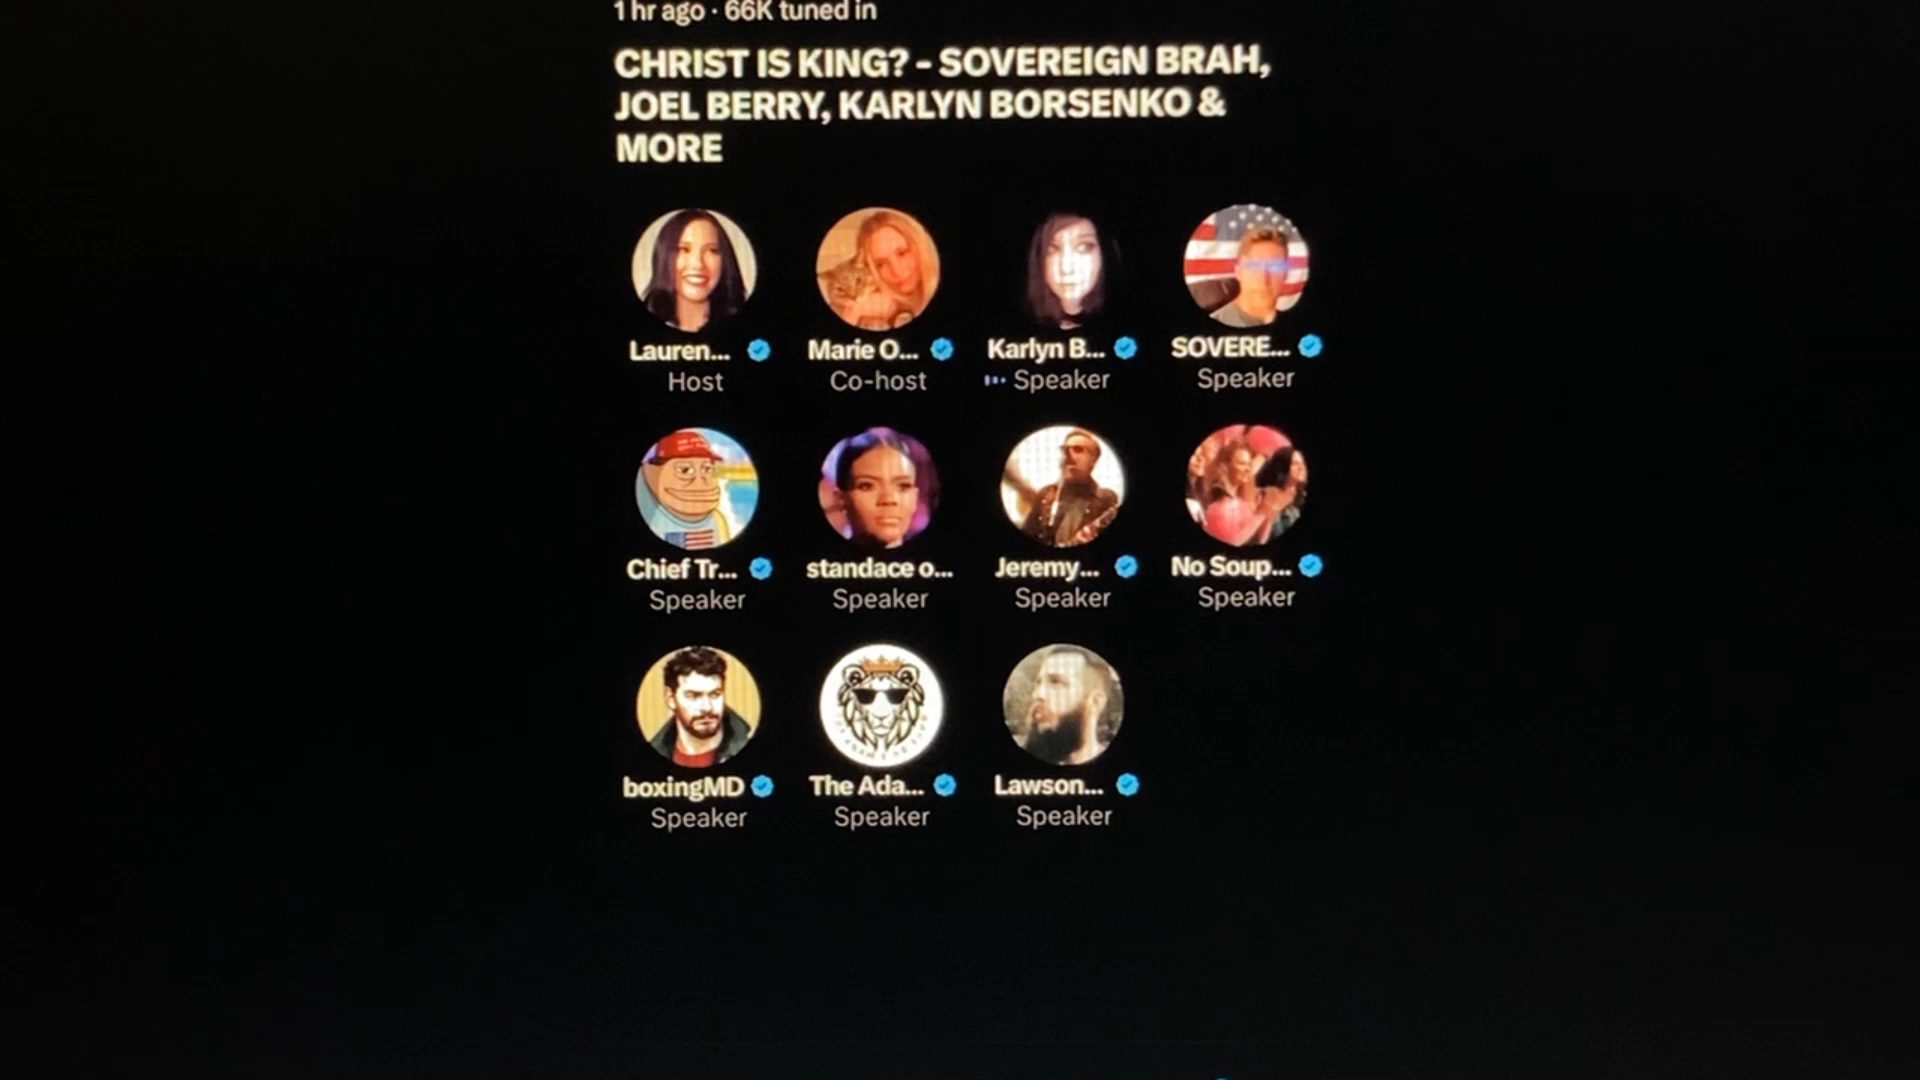 1 hr ago · 66K tuned in
CHRIST IS KING? - SOVEREIGN BRAH,
JOEL BERRY, KARLYN BORSENKO &
MORE
Lauren... Marie O... Karlyn B... SOVERE...
Host Co-host Speaker Speaker
Chief Tr... standace o... Jeremy... No Soup...
Speaker Speaker Speaker Speaker
boxingMD The Ada... Lawson...
Speaker Speaker Speaker